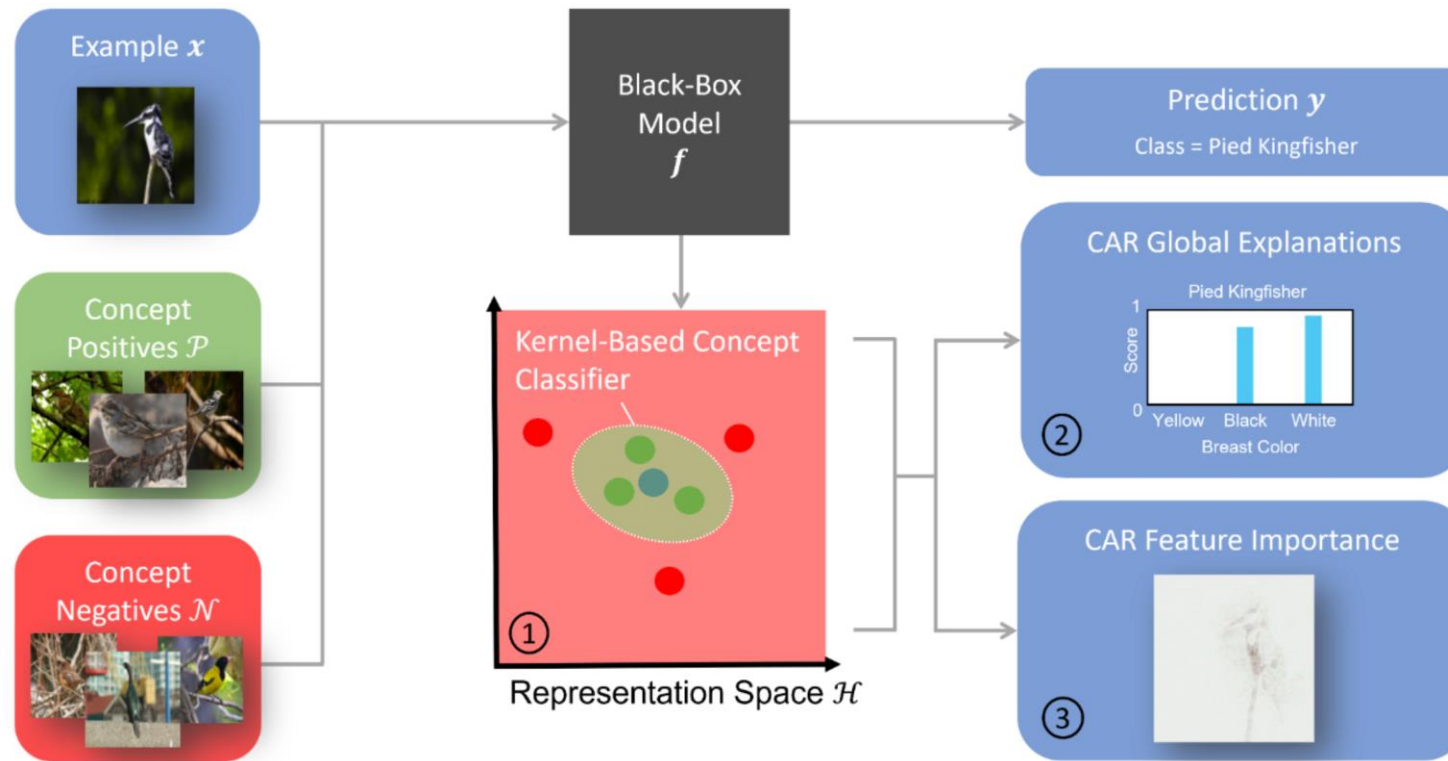 Example x
Concept
Positives 𝒫
Concept
Negatives 𝒩
Black-Box
Model
f
Kernel-Based Concept
Classifier
①
Representation Space ℋ
Prediction y
Class = Pied Kingfisher
CAR Global Explanations
Pied Kingfisher
1
Score
0
Yellow Black White
Breast Color
②
CAR Feature Importance
③